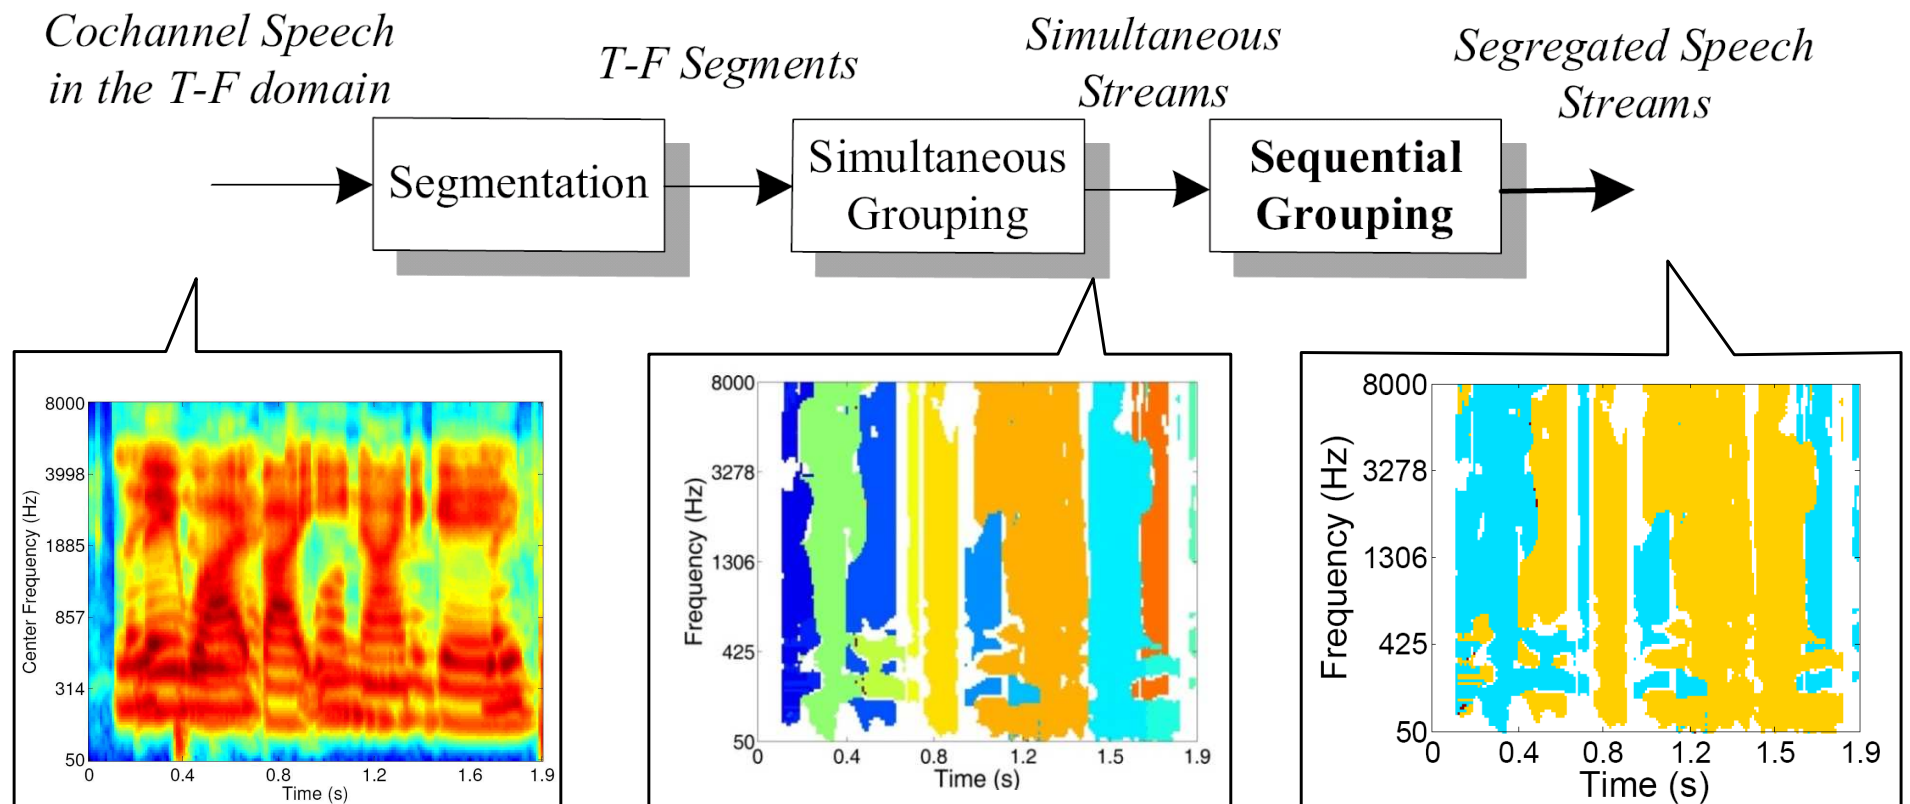 Cochannel Speech
in the T-F domain
T-F Segments
Simultaneous
Streams
Segregated Speech
Streams
Segmentation
Simultaneous
Grouping
Sequential
Grouping
8000
3998
1885
857
314
50
Center Frequency (Hz)
0 0.4 0.8 1.2 1.6 1.9
Time (s)
8000
3278
1306
425
50
Frequency (Hz)
0 0.4 0.8 1.2 1.5 1.9
Time (s)
8000
3278
1306
425
50
Frequency (Hz)
0 0.4 0.8 1.2 1.5 1.9
Time (s)